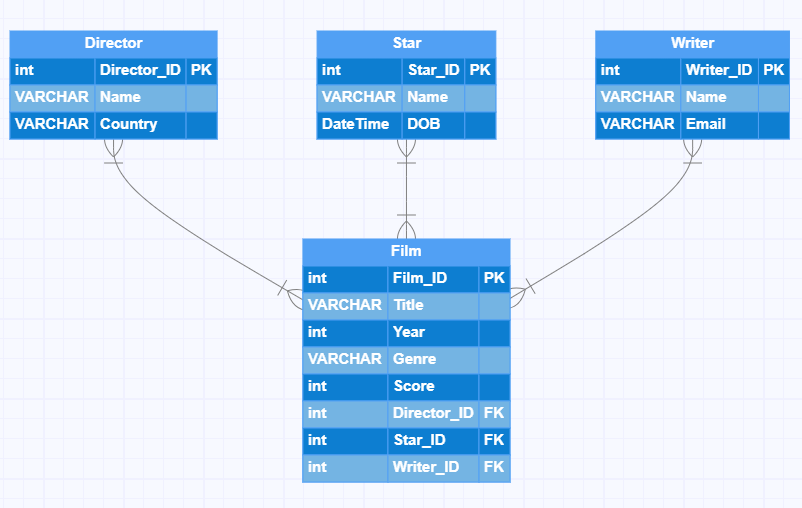 Director
int Director_ID PK
VARCHAR Name
VARCHAR Country
Star
int Star_ID PK
VARCHAR Name
DateTime DOB
Writer
int Writer_ID PK
VARCHAR Name
VARCHAR Email
Film
int Film_ID PK
VARCHAR Title
int Year
VARCHAR Genre
int Score
int Director_ID FK
int Star_ID FK
int Writer_ID FK